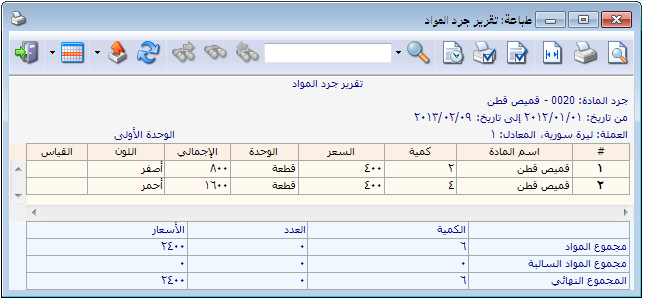 طباعة: تقرير جرد المواد
تقرير جرد المواد
جرد المادة: 0020 - قميص قطن
من تاريخ: ٢٠١٢/٠١/٠١ إلى تاريخ: ٢٠١٣/٠٢/٠٩
العملة: ليرة سورية، المعادل: ١ الوحدة الأولى
# اسم المادة كمية السعر الوحدة الإجمالي اللون القياس
١ قميص قطن ٢ ٤٠٠ قطعة ٨٠٠ أصفر
٢ قميص قطن ٤ ٤٠٠ قطعة ١٦٠٠ أحمر
الكمية العدد الأسعار
مجموع المواد ٦ ٠ ٢٤٠٠
مجموع المواد السالبة ٠ ٠ ٠
المجموع النهائي ٦ ٠ ٢٤٠٠